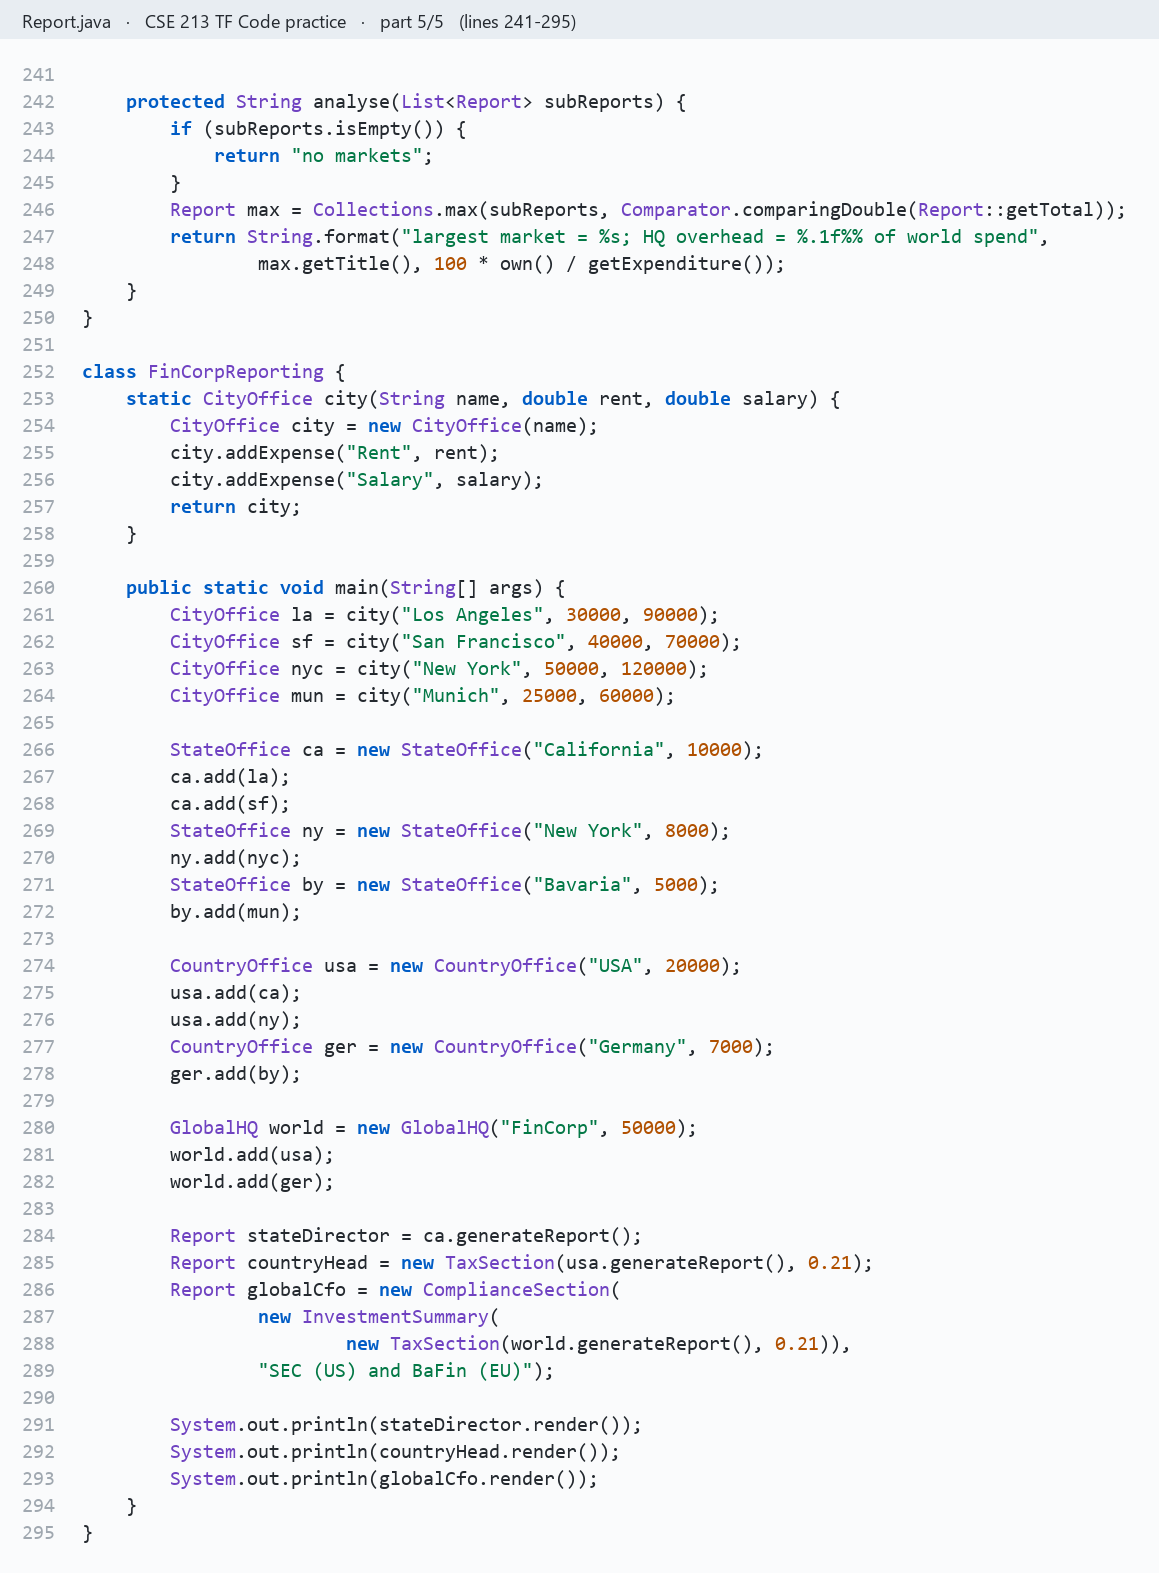 Report.java · CSE 213 TF Code practice · part 5/5 (lines 241-295)
241
242     protected String analyse(List<Report> subReports) {
243         if (subReports.isEmpty()) {
244             return "no markets";
245         }
246         Report max = Collections.max(subReports, Comparator.comparingDouble(Report::getTotal));
247         return String.format("largest market = %s; HQ overhead = %.1f%% of world spend",
248                 max.getTitle(), 100 * own() / getExpenditure());
249     }
250 }
251
252 class FinCorpReporting {
253     static CityOffice city(String name, double rent, double salary) {
254         CityOffice city = new CityOffice(name);
255         city.addExpense("Rent", rent);
256         city.addExpense("Salary", salary);
257         return city;
258     }
259
260     public static void main(String[] args) {
261         CityOffice la = city("Los Angeles", 30000, 90000);
262         CityOffice sf = city("San Francisco", 40000, 70000);
263         CityOffice nyc = city("New York", 50000, 120000);
264         CityOffice mun = city("Munich", 25000, 60000);
265
266         StateOffice ca = new StateOffice("California", 10000);
267         ca.add(la);
268         ca.add(sf);
269         StateOffice ny = new StateOffice("New York", 8000);
270         ny.add(nyc);
271         StateOffice by = new StateOffice("Bavaria", 5000);
272         by.add(mun);
273
274         CountryOffice usa = new CountryOffice("USA", 20000);
275         usa.add(ca);
276         usa.add(ny);
277         CountryOffice ger = new CountryOffice("Germany", 7000);
278         ger.add(by);
279
280         GlobalHQ world = new GlobalHQ("FinCorp", 50000);
281         world.add(usa);
282         world.add(ger);
283
284         Report stateDirector = ca.generateReport();
285         Report countryHead = new TaxSection(usa.generateReport(), 0.21);
286         Report globalCfo = new ComplianceSection(
287                 new InvestmentSummary(
288                         new TaxSection(world.generateReport(), 0.21)),
289                 "SEC (US) and BaFin (EU)");
290
291         System.out.println(stateDirector.render());
292         System.out.println(countryHead.render());
293         System.out.println(globalCfo.render());
294     }
295 }